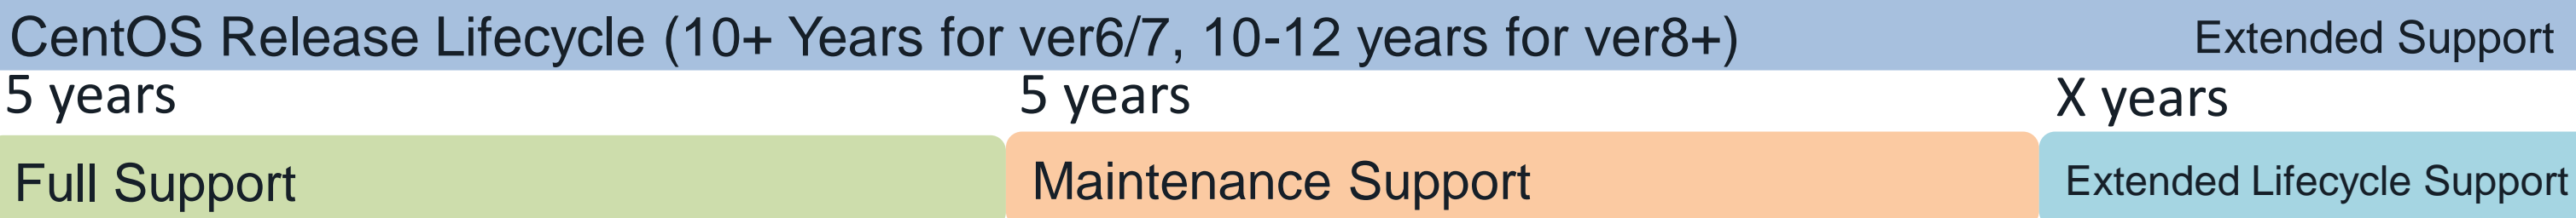 CentOS Release Lifecycle (10+ Years for ver6/7, 10-12 years for ver8+) Extended Support
5 years 5 years X years
Full Support Maintenance Support Extended Lifecycle Support